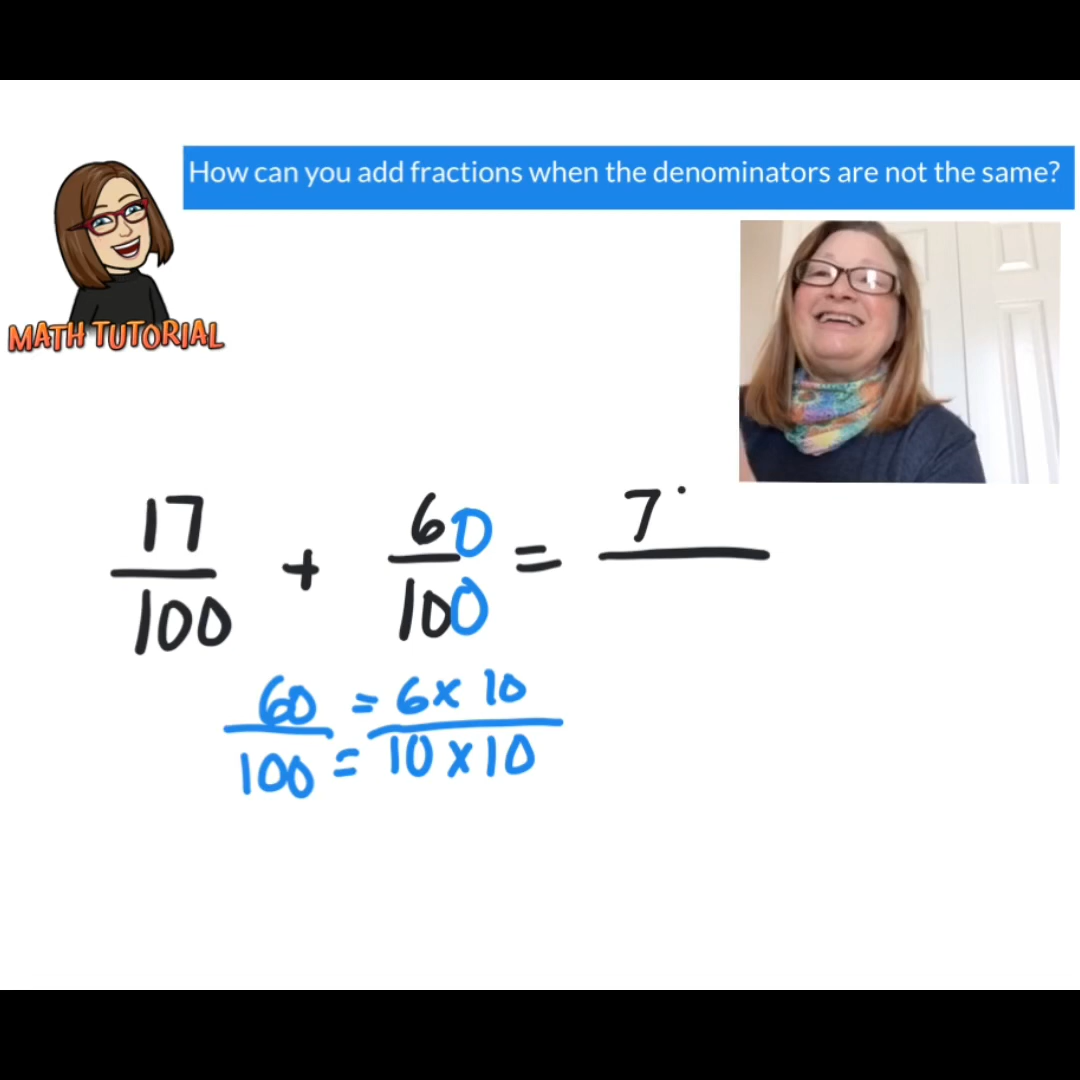 How can you add fractions when the denominators are not the same?
MATH TUTORIAL
17 + 60 = 7
100 100
60 = 6 x 10
100 = 10 x 10